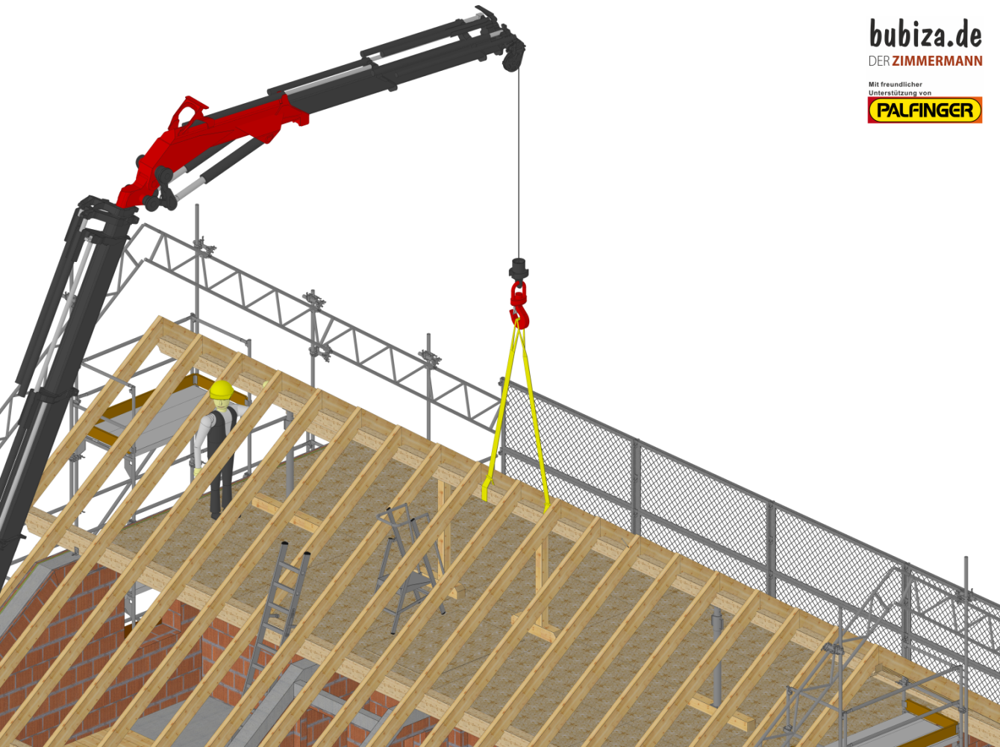 bubiza.de
DER ZIMMERMANN
Mit freundlicher
Unterstützung von
PALFINGER